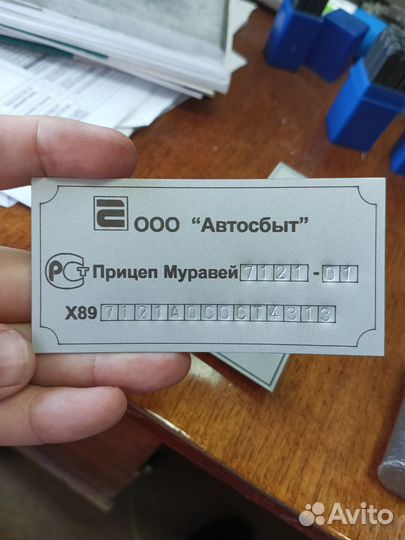 ООО "Автосбыт"
РСТ Прицеп Муравей 7121-01
X89 7121A0C0CT4313
Avito